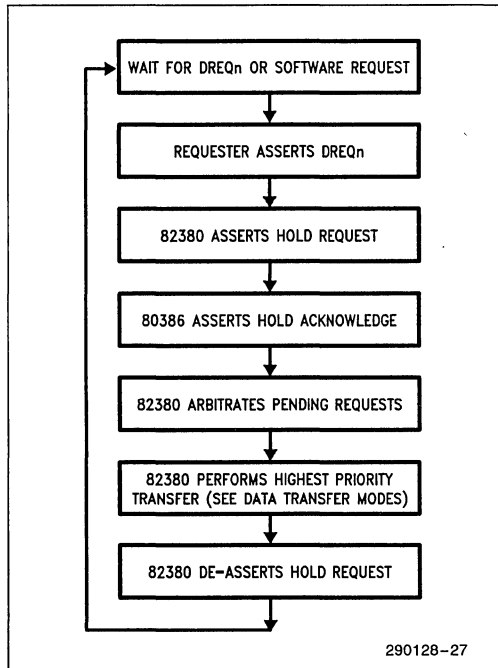 WAIT FOR DREQn OR SOFTWARE REQUEST
REQUESTER ASSERTS DREQn
82380 ASSERTS HOLD REQUEST
80386 ASSERTS HOLD ACKNOWLEDGE
82380 ARBITRATES PENDING REQUESTS
82380 PERFORMS HIGHEST PRIORITY
TRANSFER (SEE DATA TRANSFER MODES)
82380 DE-ASSERTS HOLD REQUEST
290128-27